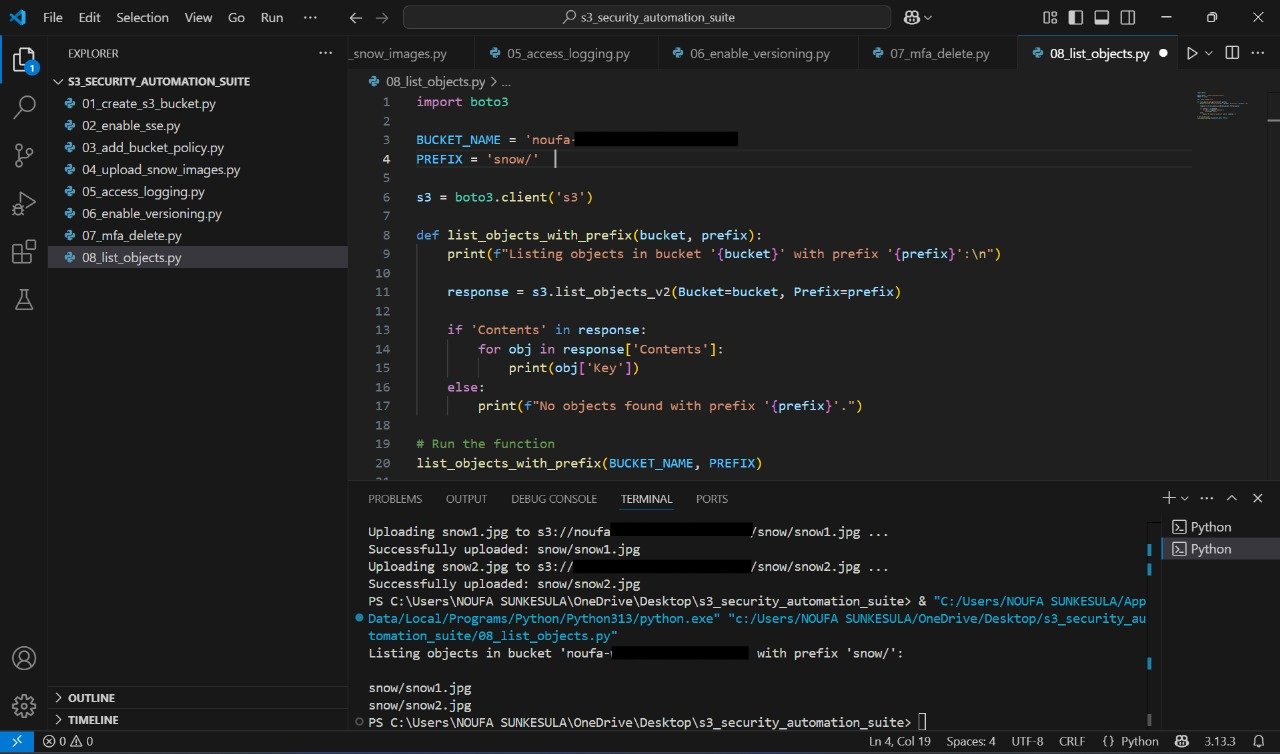 File Edit Selection View Go Run ··· s3_security_automation_suite
EXPLORER ···
S3_SECURITY_AUTOMATION_SUITE
01_create_s3_bucket.py
02_enable_sse.py
03_add_bucket_policy.py
04_upload_snow_images.py
05_access_logging.py
06_enable_versioning.py
07_mfa_delete.py
08_list_objects.py
OUTLINE
TIMELINE
1
_snow_images.py 05_access_logging.py 06_enable_versioning.py 07_mfa_delete.py 08_list_objects.py
08_list_objects.py > ...
1 import boto3
2
3 BUCKET_NAME = 'noufa-
4 PREFIX = 'snow/'
5
6 s3 = boto3.client('s3')
7
8 def list_objects_with_prefix(bucket, prefix):
9 print(f"Listing objects in bucket '{bucket}' with prefix '{prefix}':\n")
10
11 response = s3.list_objects_v2(Bucket=bucket, Prefix=prefix)
12
13 if 'Contents' in response:
14 for obj in response['Contents']:
15 print(obj['Key'])
16 else:
17 print(f"No objects found with prefix '{prefix}'.")
18
19 # Run the function
20 list_objects_with_prefix(BUCKET_NAME, PREFIX)
21
PROBLEMS OUTPUT DEBUG CONSOLE TERMINAL PORTS
Uploading snow1.jpg to s3://noufa /snow/snow1.jpg ...
Successfully uploaded: snow/snow1.jpg
Uploading snow2.jpg to s3:// /snow/snow2.jpg ...
Successfully uploaded: snow/snow2.jpg
PS C:\Users\NOUFA SUNKESULA\OneDrive\Desktop\s3_security_automation_suite> & "C:/Users/NOUFA SUNKESULA/App
Data/Local/Programs/Python/Python313/python.exe" "c:/Users/NOUFA SUNKESULA/OneDrive/Desktop/s3_security_au
tomation_suite/08_list_objects.py"
Listing objects in bucket 'noufa- with prefix 'snow/':
snow/snow1.jpg
snow/snow2.jpg
PS C:\Users\NOUFA SUNKESULA\OneDrive\Desktop\s3_security_automation_suite>
Python
Python
0 0 Ln 4, Col 19 Spaces: 4 UTF-8 CRLF {} Python 3.13.3